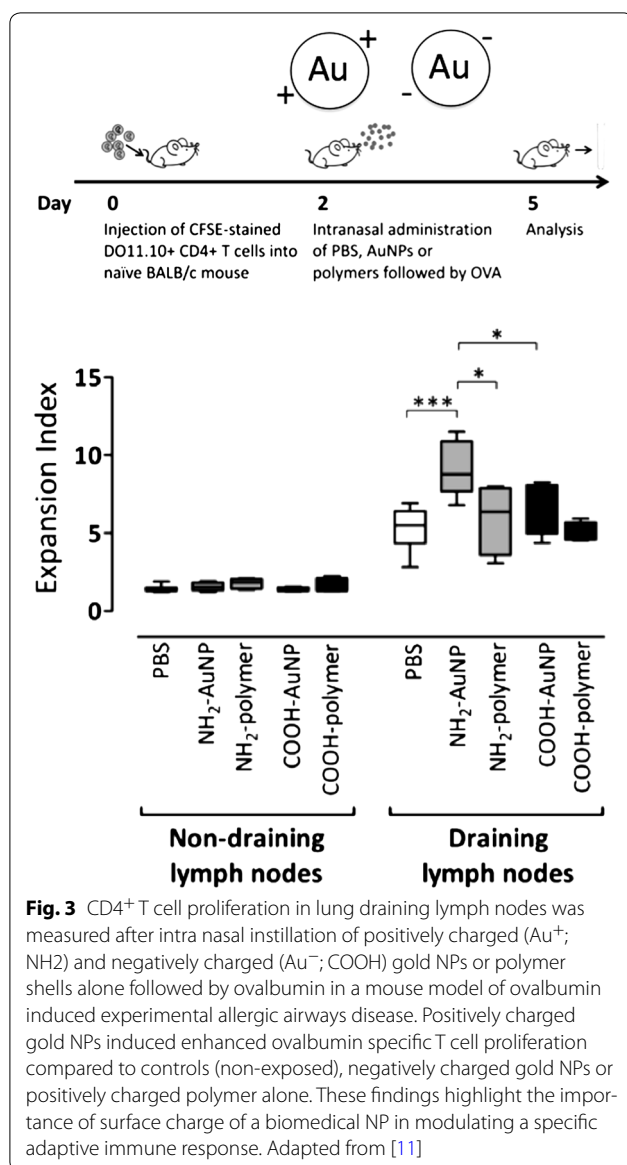 + Au + - Au -
Day 0 2 5
Injection of CFSE-stained Intranasal administration Analysis
DO11.10+ CD4+ T cells into of PBS, AuNPs or
naïve BALB/c mouse polymers followed by OVA
*
*
***
15
10
5
0
Expansion Index
PBS NH₂-AuNP NH₂-polymer COOH-AuNP COOH-polymer PBS NH₂-AuNP NH₂-polymer COOH-AuNP COOH-polymer
Non-draining Draining
lymph nodes lymph nodes
Fig. 3 CD4⁺ T cell proliferation in lung draining lymph nodes was
measured after intra nasal instillation of positively charged (Au⁺;
NH2) and negatively charged (Au⁻; COOH) gold NPs or polymer
shells alone followed by ovalbumin in a mouse model of ovalbumin
induced experimental allergic airways disease. Positively charged
gold NPs induced enhanced ovalbumin specific T cell proliferation
compared to controls (non-exposed), negatively charged gold NPs or
positively charged polymer alone. These findings highlight the impor-
tance of surface charge of a biomedical NP in modulating a specific
adaptive immune response. Adapted from [11]